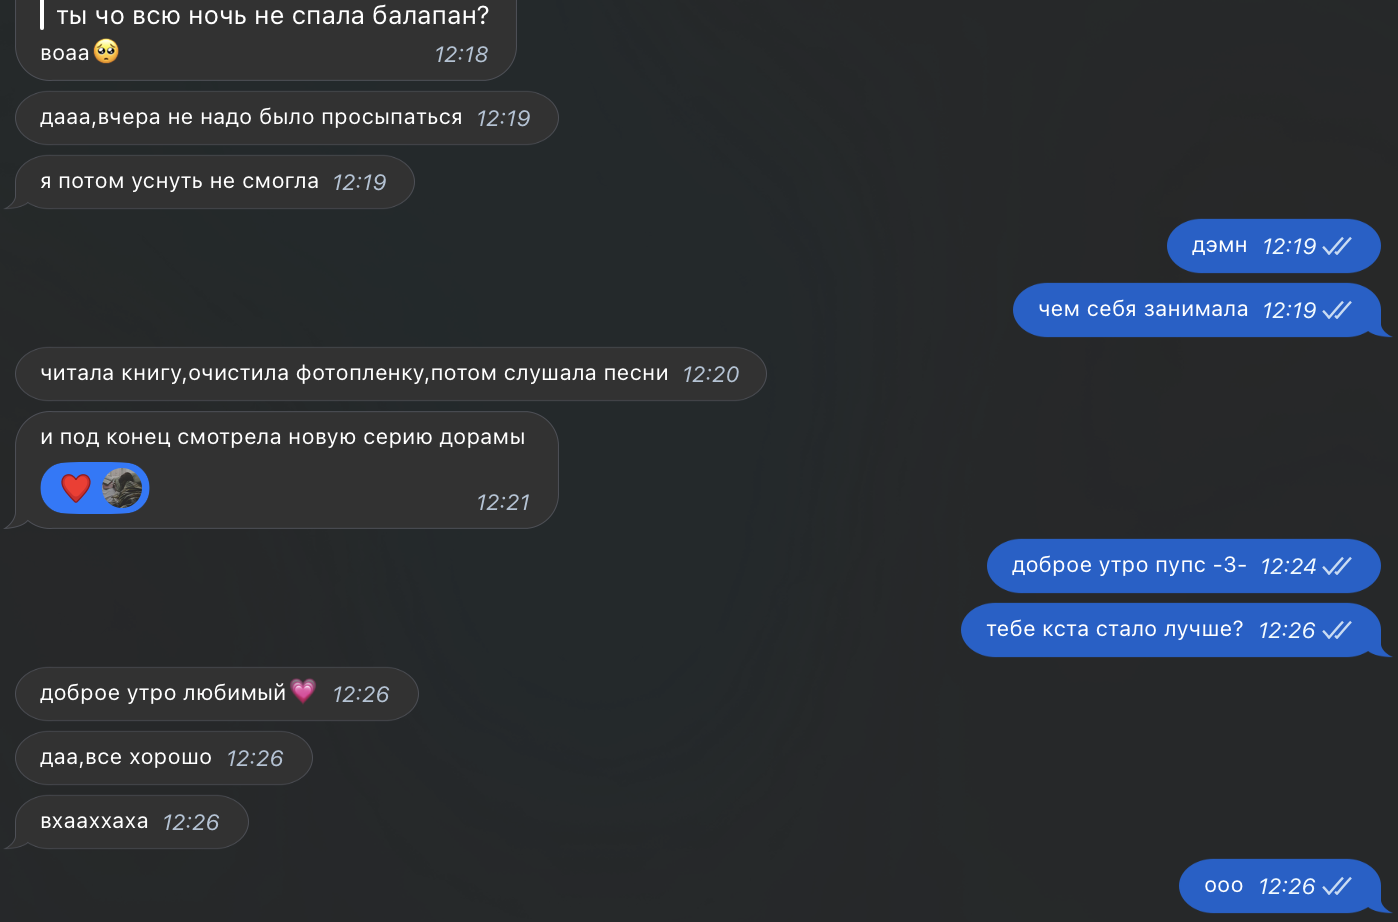 ты чо всю ночь не спала балапан?
воаа🥺 12:18
дааа,вчера не надо было просыпаться 12:19
я потом уснуть не смогла 12:19
дэмн 12:19
чем себя занимала 12:19
читала книгу,очистила фотопленку,потом слушала песни 12:20
и под конец смотрела новую серию дорамы
❤️ 12:21
доброе утро пупс -3- 12:24
тебе кста стало лучше? 12:26
доброе утро любимый💗 12:26
даа,все хорошо 12:26
вхааххаха 12:26
ооо 12:26